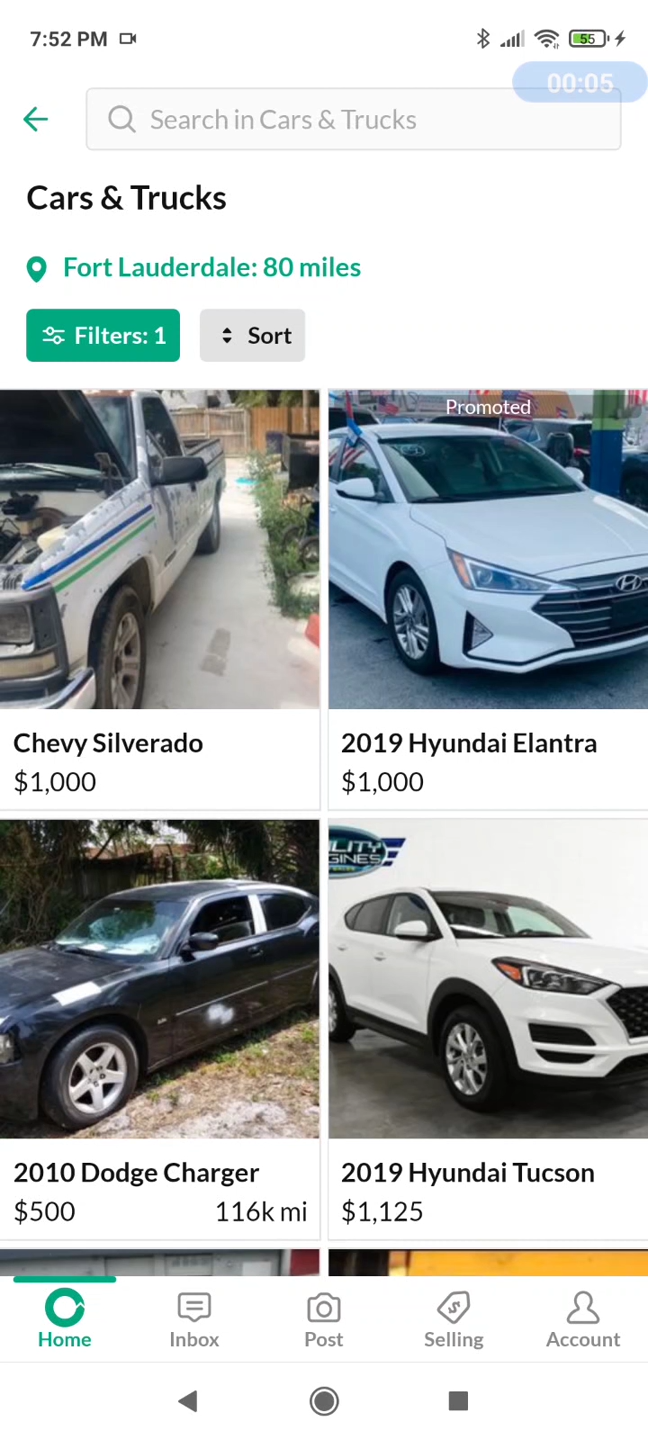 7:52 PM
55
00:05
Search in Cars & Trucks
Cars & Trucks
Fort Lauderdale: 80 miles
Filters: 1
Sort
Promoted
Chevy Silverado
$1,000
2019 Hyundai Elantra
$1,000
2010 Dodge Charger
$500 116k mi
2019 Hyundai Tucson
$1,125
Home
Inbox
Post
Selling
Account